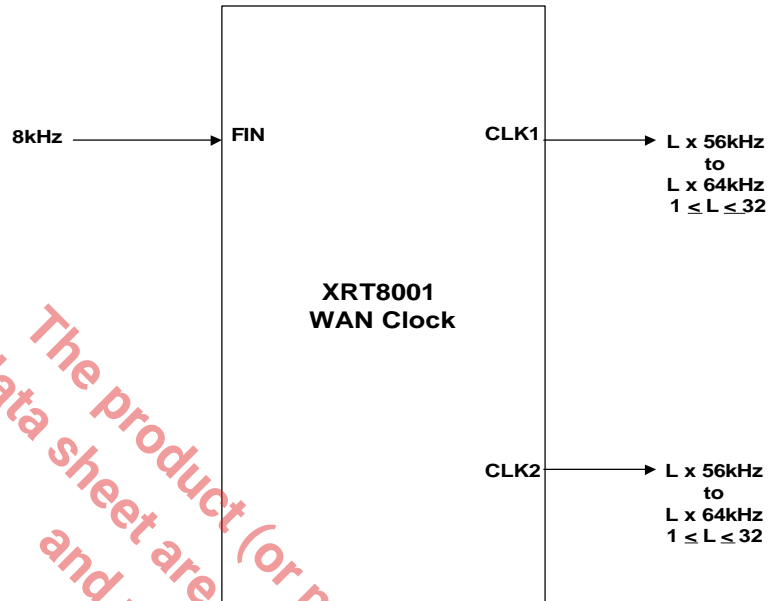 8kHz
FIN
CLK1
L x 56kHz
to
L x 64kHz
1 ≤ L ≤ 32
XRT8001
WAN Clock
CLK2
L x 56kHz
to
L x 64kHz
1 ≤ L ≤ 32
The product (or
data sheet are
and